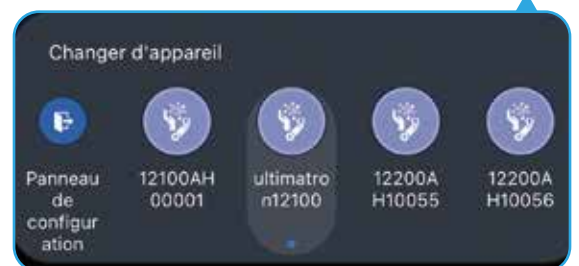 Changer d'appareil
Panneau
de
configur
ation
12100AH
00001
ultimatro
n12100
12200A
H10055
12200A
H10056